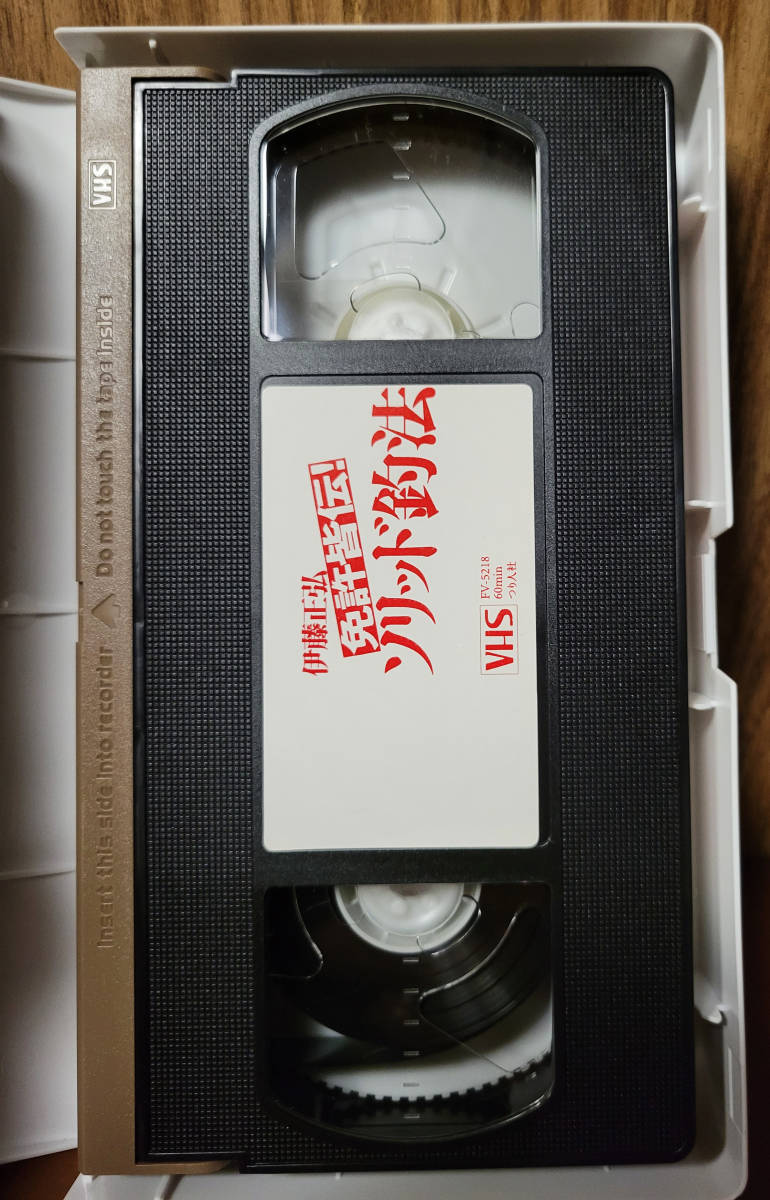 VHS
Insert this side into recorder Do not touch the tape inside
伊藤正弘
免許皆伝!
ソリッド釣法
VHS
FV-5218
60min
つり人社